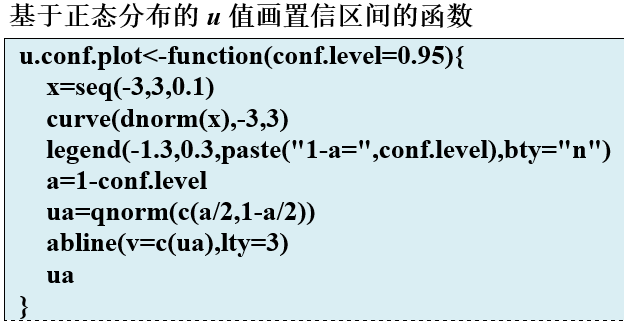 基于正态分布的 u 值画置信区间的函数
u.conf.plot<-function(conf.level=0.95){
x=seq(-3,3,0.1)
curve(dnorm(x),-3,3)
legend(-1.3,0.3,paste("1-a=",conf.level),bty="n")
a=1-conf.level
ua=qnorm(c(a/2,1-a/2))
abline(v=c(ua),lty=3)
ua
}